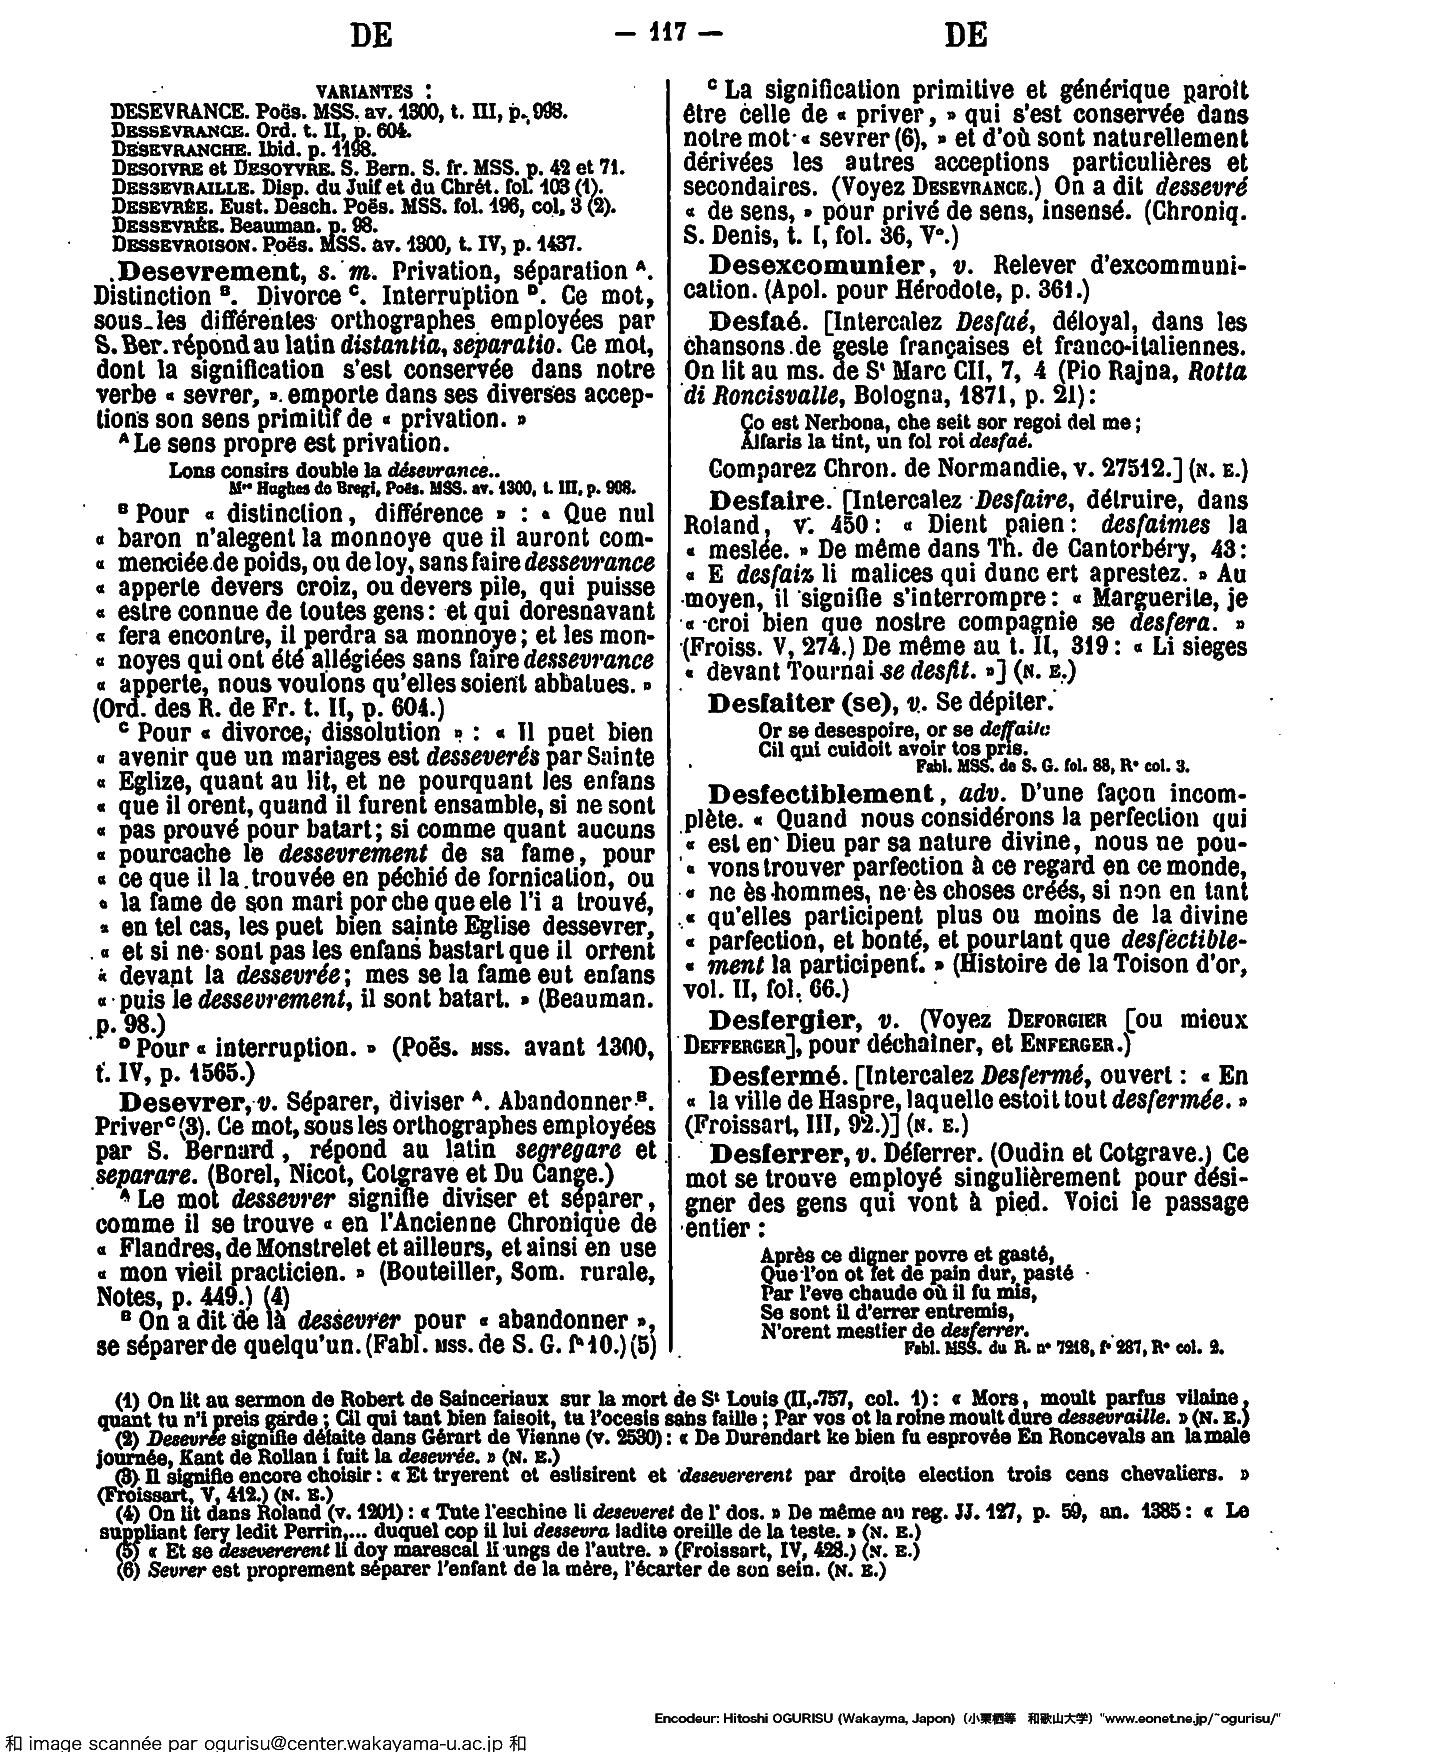 DE — 117 — DE
VARIANTES :
DESEVRANCE. Poës. MSS. av. 1300, t. III, p. 998.
DESSEVRANCE. Ord. t. II, p. 604.
DESEVRANCHE. Ibid. p. 1198.
DESOIVRE et DESOYVRE. S. Bern. S. fr. MSS. p. 42 et 71.
DESSEVRAILLE. Disp. du Juif et du Chrét. fol. 103 (1).
DESEVRÉE. Eust. Desch. Poës. MSS. fol. 196, col. 3 (2).
DESSEVRÉE. Beauman. p. 98.
DESSEVROISON. Poës. MSS. av. 1300, t. IV, p. 1437.
Desevrement, s. m. Privation, séparation A.
Distinction B. Divorce C. Interruption D. Ce mot,
sous les différentes orthographes employées par
S. Ber. répond au latin distantia, separatio. Ce mot,
dont la signification s'est conservée dans notre
verbe « sevrer, » emporte dans ses diverses accep-
tions son sens primitif de « privation. »
A Le sens propre est privation.
Lons consirs double la désevrance..
Mre Hughes de Bregi, Poës. MSS. av. 1300, t. III, p. 908.
B Pour « distinction, différence » : « Que nul
« baron n'alegent la monnoye que il auront com-
« menciée de poids, ou de loy, sans faire dessevrance
« apperte devers croiz, ou devers pile, qui puisse
« estre connue de toutes gens : et qui doresnavant
« fera encontre, il perdra sa monnoye ; et les mon-
« noyes qui ont été allégiées sans faire dessevrance
« apperte, nous voulons qu'elles soient abbatues. »
(Ord. des R. de Fr. t. II, p. 604.)
C Pour « divorce, dissolution » : « Il puet bien
« avenir que un mariages est desseverés par Sainte
« Eglize, quant au lit, et ne pourquant les enfans
« que il orent, quand il furent ensamble, si ne sont
« pas prouvé pour batart ; si comme quant aucuns
« pourcache le dessevrement de sa fame, pour
« ce que il la trouvée en péchié de fornication, ou
« la fame de son mari por che que ele l'i a trouvé,
« en tel cas, les puet bien sainte Eglise dessevrer,
« et si ne sont pas les enfans bastart que il orrent
« devant la dessevrée ; mes se la fame eut enfans
« puis le dessevrement, il sont batart. » (Beauman.
p. 98.)
D Pour « interruption. » (Poës. MSS. avant 1300,
t. IV, p. 1565.)
Desevrer, v. Séparer, diviser A. Abandonner B.
Priver C (3). Ce mot, sous les orthographes employées
par S. Bernard, répond au latin segregare et
separare. (Borel, Nicot, Cotgrave et Du Cange.)
A Le mot dessevrer signifie diviser et séparer,
comme il se trouve « en l'Ancienne Chronique de
« Flandres, de Monstrelet et ailleurs, et ainsi en use
« mon vieil practicien. » (Bouteiller, Som. rurale,
Notes, p. 449.) (4)
B On a dit de là dessevrer pour « abandonner »,
se séparer de quelqu'un. (Fabl. MSS. de S. G. fo 10.) (5)
C La signification primitive et générique paroît
être celle de « priver, » qui s'est conservée dans
notre mot « sevrer (6), » et d'où sont naturellement
dérivées les autres acceptions particulières et
secondaires. (Voyez DESEVRANCE.) On a dit dessevré
« de sens, » pour privé de sens, insensé. (Chroniq.
S. Denis, t. I, fol. 36, Vo.)
Desexcomunier, v. Relever d'excommuni-
cation. (Apol. pour Hérodote, p. 361.)
Desfaé. [Intercalez Desfaé, déloyal, dans les
chansons de geste françaises et franco-italiennes.
On lit au ms. de St Marc CII, 7, 4 (Pio Rajna, Rotta
di Roncisvalle, Bologna, 1871, p. 21) :
Ço est Nerbona, che seit sor regoi del me ;
Alfaris la tint, un fol roi desfaé.
Comparez Chron. de Normandie, v. 27512.] (N. E.)
Desfaire. [Intercalez Desfaire, détruire, dans
Roland, v. 450 : « Dient paien : desfaimes la
« meslée. » De même dans Th. de Cantorbéry, 43 :
« E desfaiz li malices qui dunc ert aprestez. » Au
moyen, il signifie s'interrompre : « Marguerite, je
« croi bien que nostre compagnie se desfera. »
(Froiss. V, 274.) De même au t. II, 319 : « Li sieges
« devant Tournai se desfit. »] (N. E.)
Desfaiter (se), v. Se dépiter.
Or se desespoire, or se deffaite
Cil qui cuidoit avoir tos pris.
Fabl. MSS. de S. G. fol. 88, Ro col. 3.
Desfectiblement, adv. D'une façon incom-
plète. « Quand nous considérons la perfection qui
« est en Dieu par sa nature divine, nous ne pou-
« vons trouver parfection à ce regard en ce monde,
« ne ès hommes, ne ès choses créés, si non en tant
« qu'elles participent plus ou moins de la divine
« parfection, et bonté, et pourtant que desfectible-
« ment la participent. » (Histoire de la Toison d'or,
vol. II, fol. 66.)
Desfergier, v. (Voyez DEFORGIER [ou mieux
DEFFERGER], pour déchaîner, et ENFERGER.)
Desfermé. [Intercalez Desfermé, ouvert : « En
« la ville de Haspre, laquelle estoit tout desfermée. »
(Froissart, III, 92.)] (N. E.)
Desferrer, v. Déferrer. (Oudin et Cotgrave.) Ce
mot se trouve employé singulièrement pour dési-
gner des gens qui vont à pied. Voici le passage
entier :
Après ce digner povre et gasté,
Que l'on ot fet de pain dur, pasté
Par l'eve chaude où il fu mis,
Se sont il d'errer entremis,
N'orent mestier de desferrer.
Fabl. MSS. du R. no 7218, fo 287, Ro col. 2.
(1) On lit au sermon de Robert de Sainceriaux sur la mort de St Louis (II, 757, col. 1) : « Mors, moult parfus vilaine,
quant tu n'i preis garde ; Cil qui tant bien faisoit, tu l'ocesis sans faille ; Par vos ot la roine moult dure dessevraille. » (N. E.)
(2) Desevrée signifie défaite dans Gérart de Vienne (v. 2530) : « De Durendart ke bien fu esprovée En Roncevals an la male
journée, Kant de Rollan i fuit la desevrée. » (N. E.)
(3) Il signifie encore choisir : « Et tryerent et eslisirent et desevererent par droite election trois cens chevaliers. »
(Froissart, V, 412.) (N. E.)
(4) On lit dans Roland (v. 1201) : « Tute l'eschine li deseveret de l' dos. » De même au reg. JJ. 127, p. 59, an. 1385 : « Le
suppliant fery ledit Perrin,... duquel cop il lui dessevra ladite oreille de la teste. » (N. E.)
(5) « Et se desevererent li doy marescal li ungs de l'autre. » (Froissart, IV, 428.) (N. E.)
(6) Sevrer est proprement séparer l'enfant de la mère, l'écarter de son sein. (N. E.)
Encodeur: Hitoshi OGURISU (Wakayma, Japon) (小栗栖等 和歌山大学) "www.eonet.ne.jp/~ogurisu/"
和 image scannée par ogurisu@center.wakayama-u.ac.jp 和